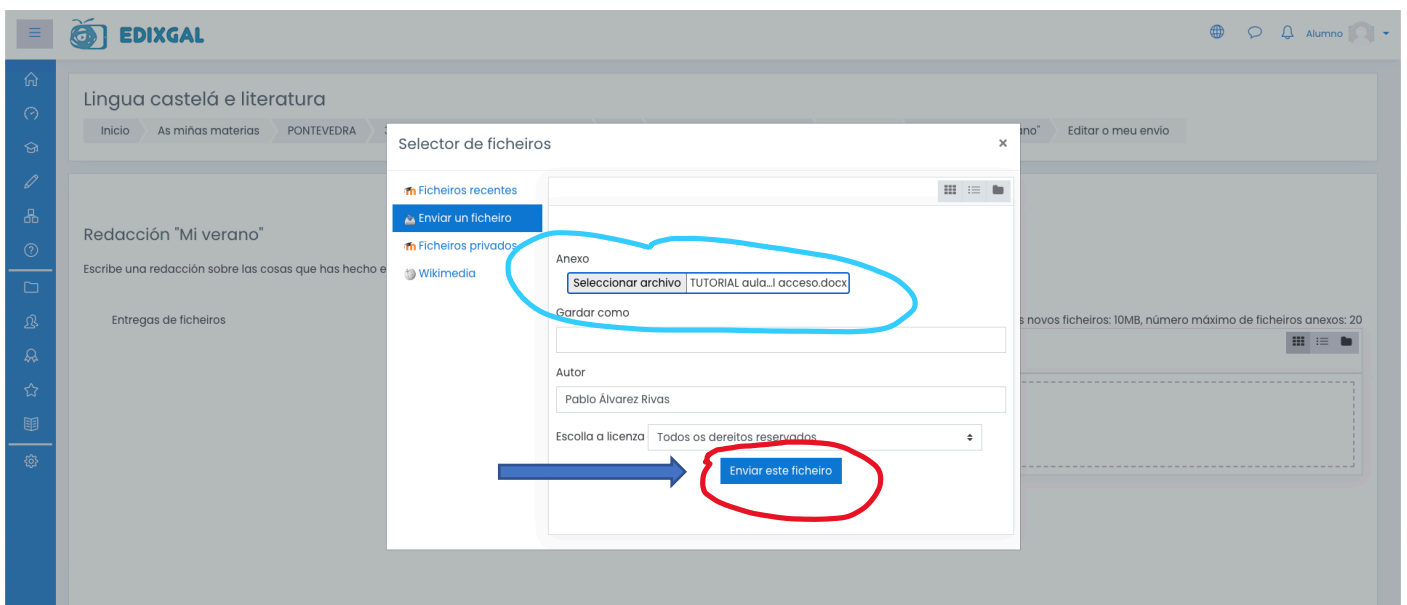 EDIXGAL
Alumno
Lingua castelá e literatura
Inicio As miñas materias PONTEVEDRA Editar o meu envio
Selector de ficheiros
×
Ficheiros recentes
Enviar un ficheiro
Ficheiros privados
Wikimedia
Redacción "Mi verano"
Escribe una redacción sobre las cosas que has hecho e
Entregas de ficheiros
Anexo
Seleccionar archivo TUTORIAL aula...l acceso.docx
Gardar como
s novos ficheiros: 10MB, número máximo de ficheiros anexos: 20
Autor
Pablo Álvarez Rivas
Escolla a licenza Todos os dereitos reservados
Enviar este ficheiro